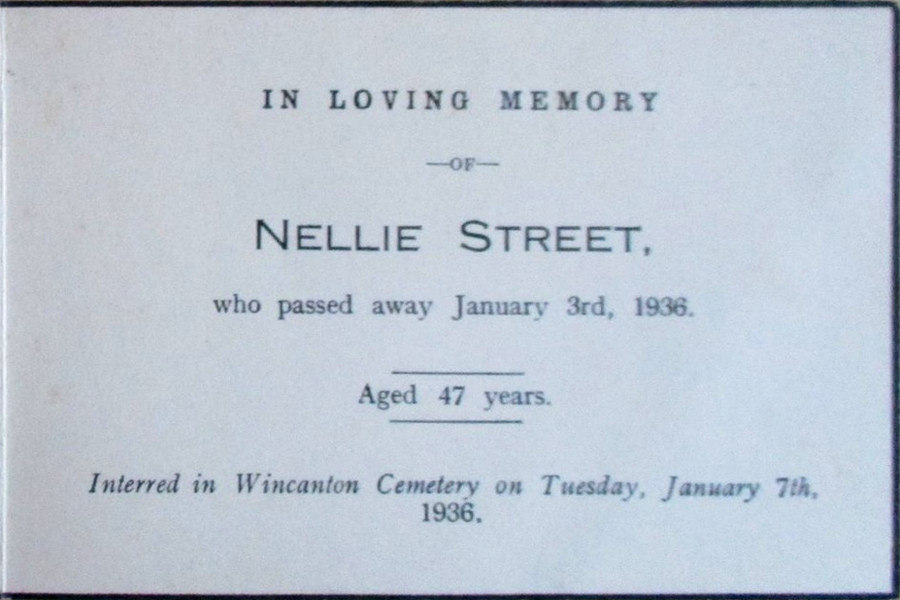 IN LOVING MEMORY
—OF—
NELLIE STREET,
who passed away January 3rd, 1936.
Aged 47 years.
Interred in Wincanton Cemetery on Tuesday, January 7th,
1936.